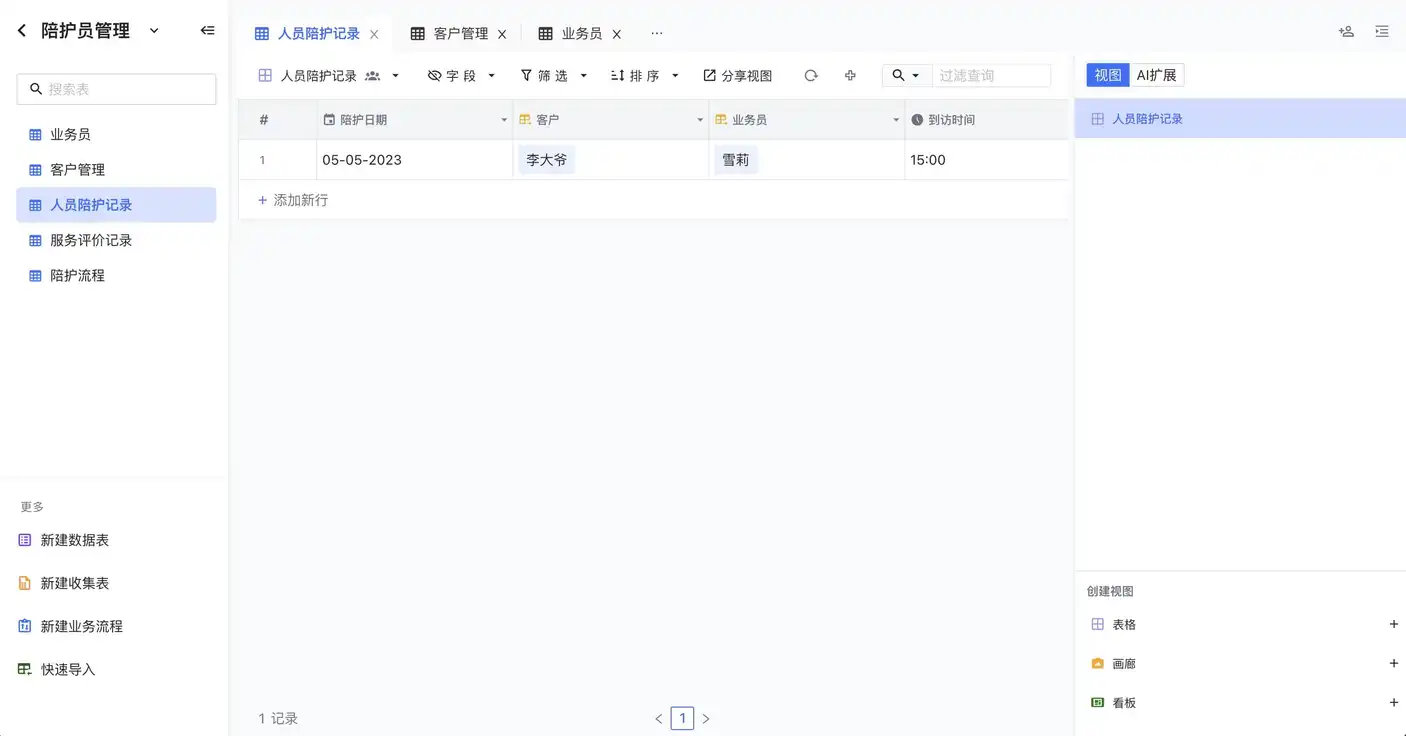 陪护员管理
搜索表
业务员
客户管理
人员陪护记录
服务评价记录
陪护流程
更多
新建数据表
新建收集表
新建业务流程
快速导入
人员陪护记录 客户管理 业务员 ...
人员陪护记录 字段 筛选 排序 分享视图 过滤查询
# 陪护日期 客户 业务员 到访时间
1 05-05-2023 李大爷 雪莉 15:00
+ 添加新行
1 记录
< 1 >
视图 AI扩展
人员陪护记录
创建视图
表格 +
画廊 +
看板 +